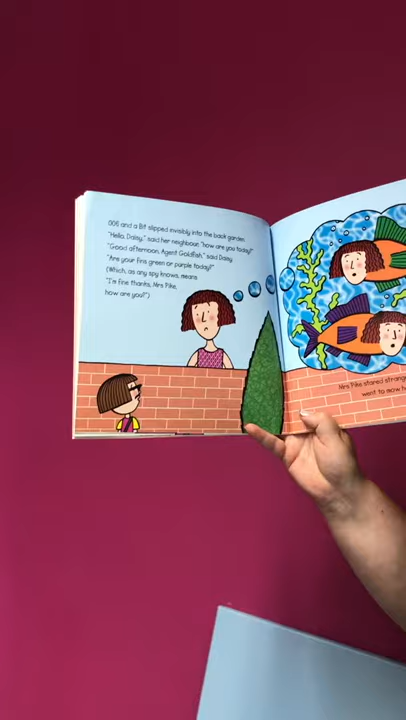 006 and a Bit slipped invisibly into the back garden.
"Hello, Daisy," said her neighbour, "how are you today?"
"Good afternoon, Agent Goldfish," said Daisy.
"Are your fins green or purple today?"
(Which, as any spy knows, means
"I'm fine thanks, Mrs Pike,
how are you?")
Mrs Pike stared
went to mow